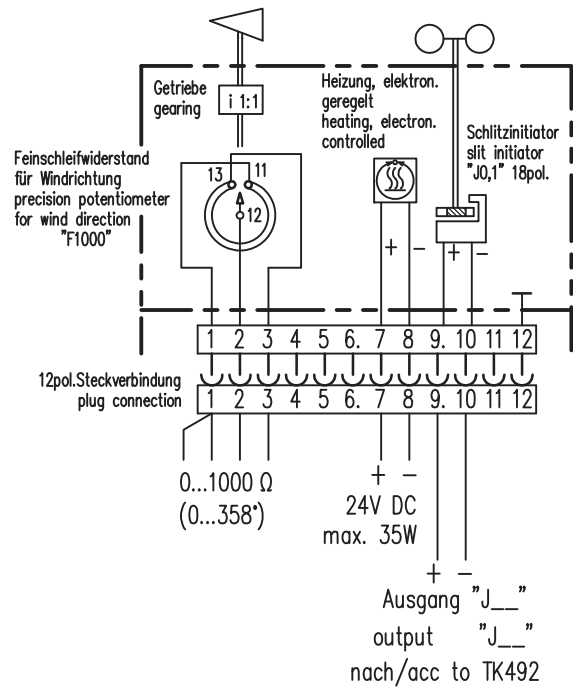 Getriebe
gearing
i 1:1
Heizung, elektron.
geregelt
heating, electron.
controlled
Schlitzinitiator
slit initiator
"J0,1" 18pol.
Feinschleifwiderstand
für Windrichtung
precision potentiometer
for wind direction
"F1000"
13 11
12
+ −
+ −
1 2 3 4 5 6. 7 8 9. 10 11 12
12pol.Steckverbindung
plug connection
1 2 3 4 5 6. 7 8 9. 10 11 12
0...1000 Ω
(0...358°)
+ −
24V DC
max. 35W
+ −
Ausgang "J__"
output "J__"
nach/acc to TK492